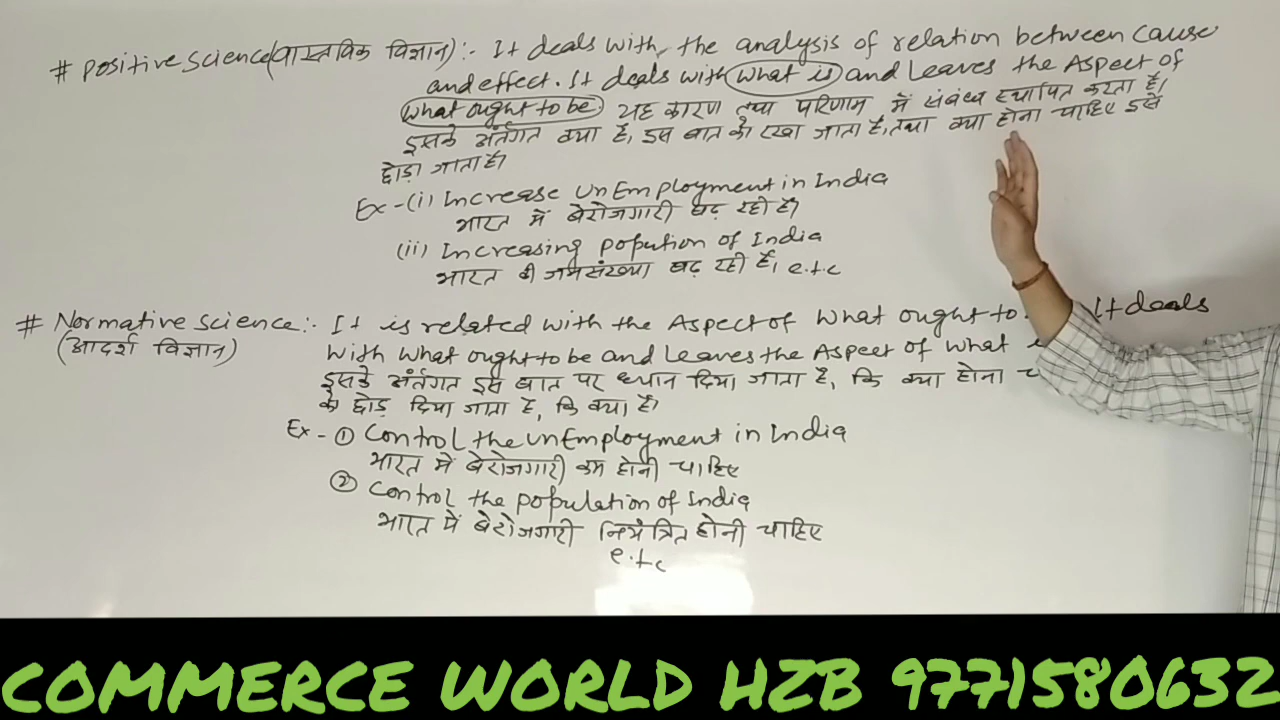 # Positive Science (वास्तविक विज्ञान) :- It deals with the analysis of relation between cause
and effect. It deals with what is and leaves the Aspect of
what ought to be. यह कारण तथा परिणाम में संबंध स्थापित करता है।
इसके अंर्तगत क्या है, इस बात को रखा जाता है, तथा क्या होना चाहिए इसे
छोड़ा जाता है।
Ex - (i) Increase UnEmployment in India
भारत में बेरोजगारी बढ़ रही है।
(ii) Increasing popution of India
भारत की जनसंख्या बढ़ रही है, e.t.c
# Normative Science :- It is related with the Aspect of What ought to It deals
(आदर्श विज्ञान) with what ought to be and leaves the Aspect of what
इसके अंर्तगत इस बात पर ध्यान दिया जाता है, कि क्या होना
को छोड़ दिया जाता है, कि क्या है।
Ex - ① Control the UnEmployment in India
भारत में बेरोजगारी कम होनी चाहिए
② Control the population of India
भारत में बेरोजगारी नियंत्रित होनी चाहिए
e.t.c
COMMERCE WORLD HZB 9771580632